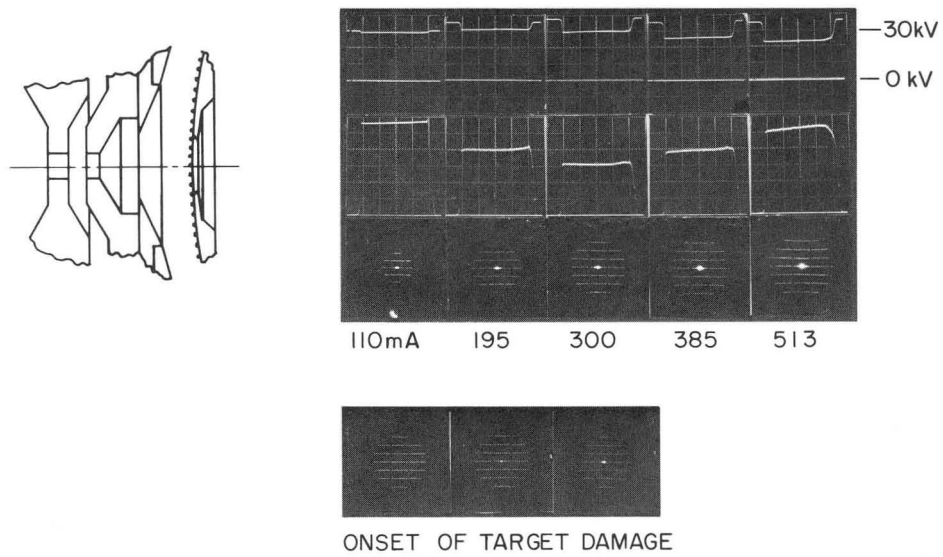 30kV
0 kV
110mA 195 300 385 513
ONSET OF TARGET DAMAGE